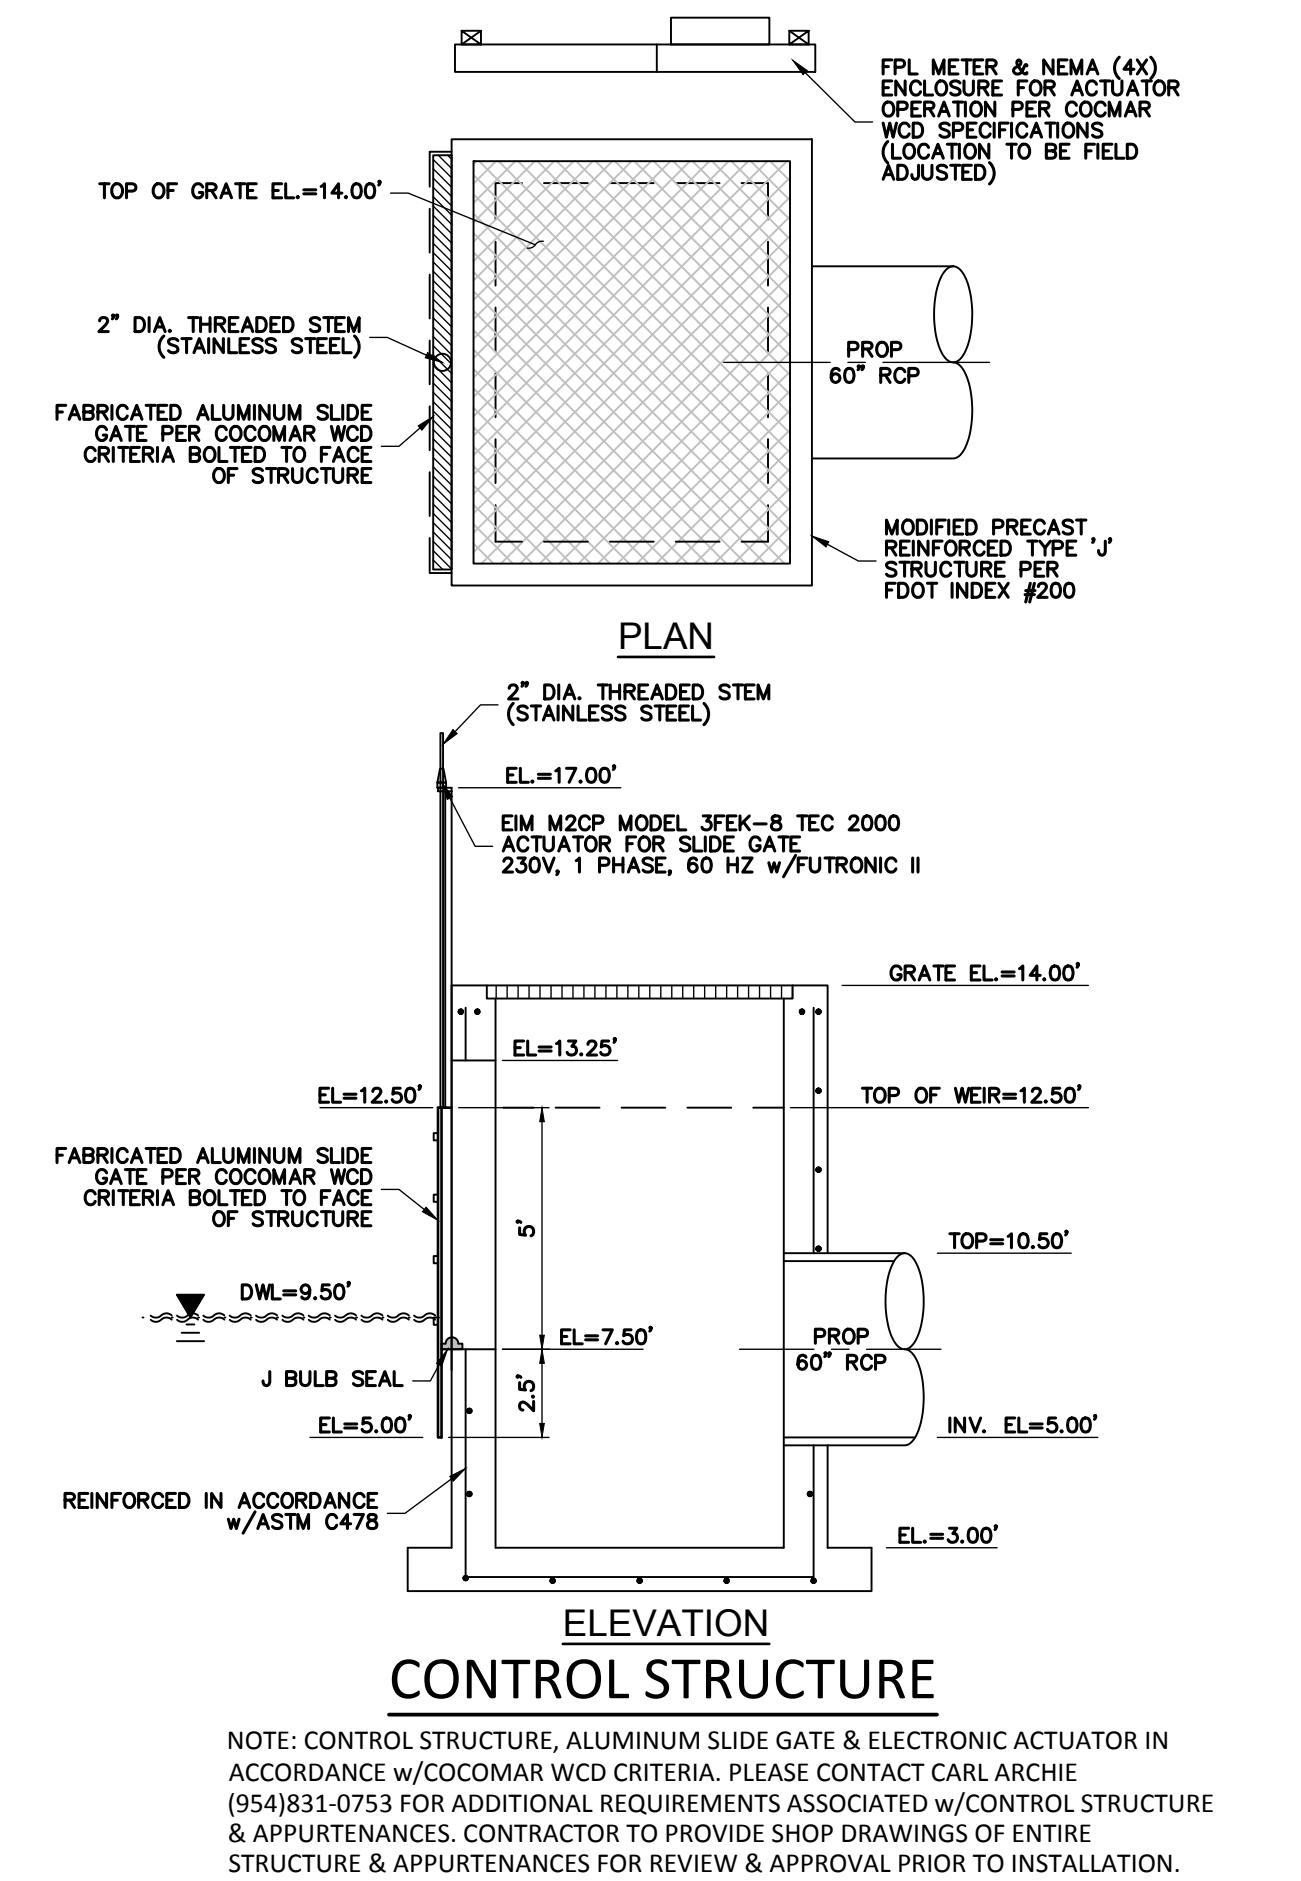 FPL METER & NEMA (4X)
ENCLOSURE FOR ACTUATOR
OPERATION PER COCMAR
WCD SPECIFICATIONS
(LOCATION TO BE FIELD
ADJUSTED)
TOP OF GRATE EL.=14.00'
2" DIA. THREADED STEM
(STAINLESS STEEL)
PROP
60" RCP
FABRICATED ALUMINUM SLIDE
GATE PER COCOMAR WCD
CRITERIA BOLTED TO FACE
OF STRUCTURE
MODIFIED PRECAST
REINFORCED TYPE 'J'
STRUCTURE PER
FDOT INDEX #200
PLAN
2" DIA. THREADED STEM
(STAINLESS STEEL)
EL.=17.00'
EIM M2CP MODEL 3FEK-8 TEC 2000
ACTUATOR FOR SLIDE GATE
230V, 1 PHASE, 60 HZ w/FUTRONIC II
GRATE EL.=14.00'
EL=13.25'
EL=12.50'
TOP OF WEIR=12.50'
FABRICATED ALUMINUM SLIDE
GATE PER COCOMAR WCD
CRITERIA BOLTED TO FACE
OF STRUCTURE
5'
TOP=10.50'
DWL=9.50'
EL=7.50'
PROP
60" RCP
J BULB SEAL
2.5'
EL=5.00'
INV. EL=5.00'
REINFORCED IN ACCORDANCE
w/ASTM C478
EL.=3.00'
ELEVATION
CONTROL STRUCTURE
NOTE: CONTROL STRUCTURE, ALUMINUM SLIDE GATE & ELECTRONIC ACTUATOR IN
ACCORDANCE w/COCOMAR WCD CRITERIA. PLEASE CONTACT CARL ARCHIE
(954)831-0753 FOR ADDITIONAL REQUIREMENTS ASSOCIATED w/CONTROL STRUCTURE
& APPURTENANCES. CONTRACTOR TO PROVIDE SHOP DRAWINGS OF ENTIRE
STRUCTURE & APPURTENANCES FOR REVIEW & APPROVAL PRIOR TO INSTALLATION.